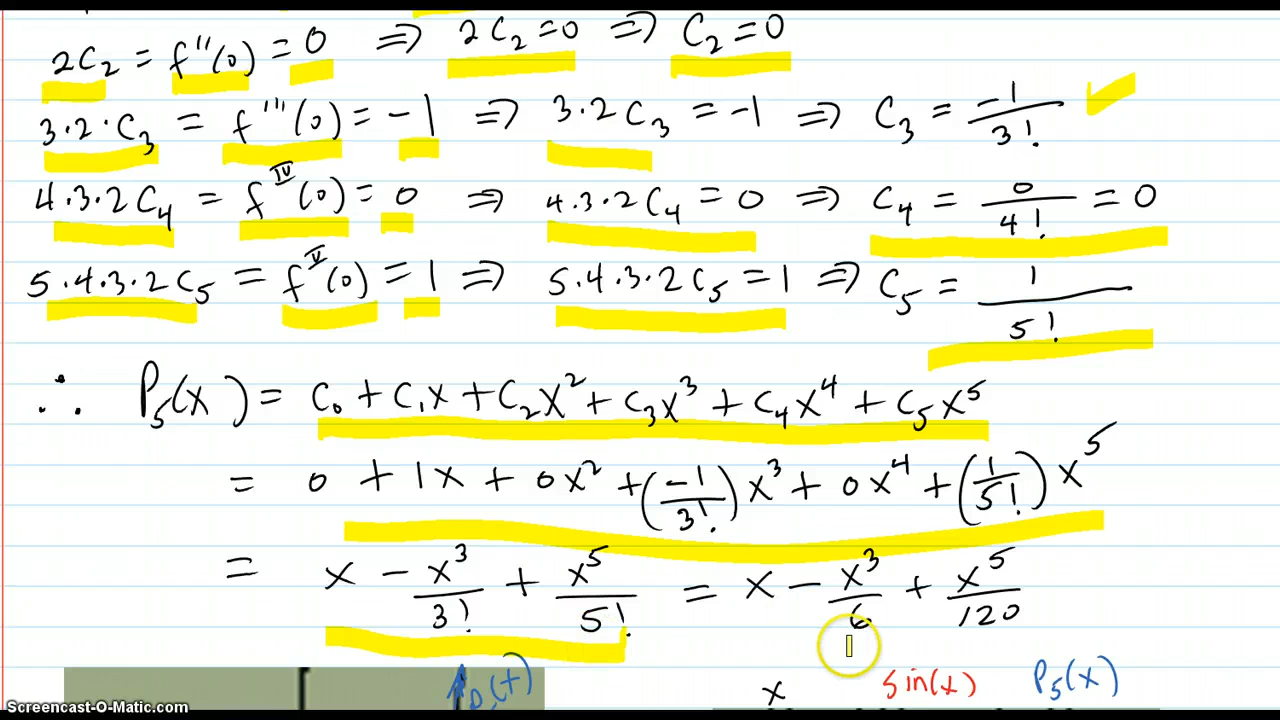 2C₂ = f''(0) = 0 ⇒ 2C₂ = 0 ⇒ C₂ = 0
3·2·C₃ = f'''(0) = -1 ⇒ 3·2C₃ = -1 ⇒ C₃ = -1/3!
4·3·2C₄ = f^IV(0) = 0 ⇒ 4·3·2C₄ = 0 ⇒ C₄ = 0/4! = 0
5·4·3·2C₅ = f^V(0) = 1 ⇒ 5·4·3·2C₅ = 1 ⇒ C₅ = 1/5!
∴ P₅(x) = C₀ + C₁x + C₂x² + C₃x³ + C₄x⁴ + C₅x⁵
= 0 + 1x + 0x² + (-1/3!)x³ + 0x⁴ + (1/5!)x⁵
= x - x³/3! + x⁵/5! = x - x³/6 + x⁵/120
x sin(x) P₅(x)
Screencast-O-Matic.com